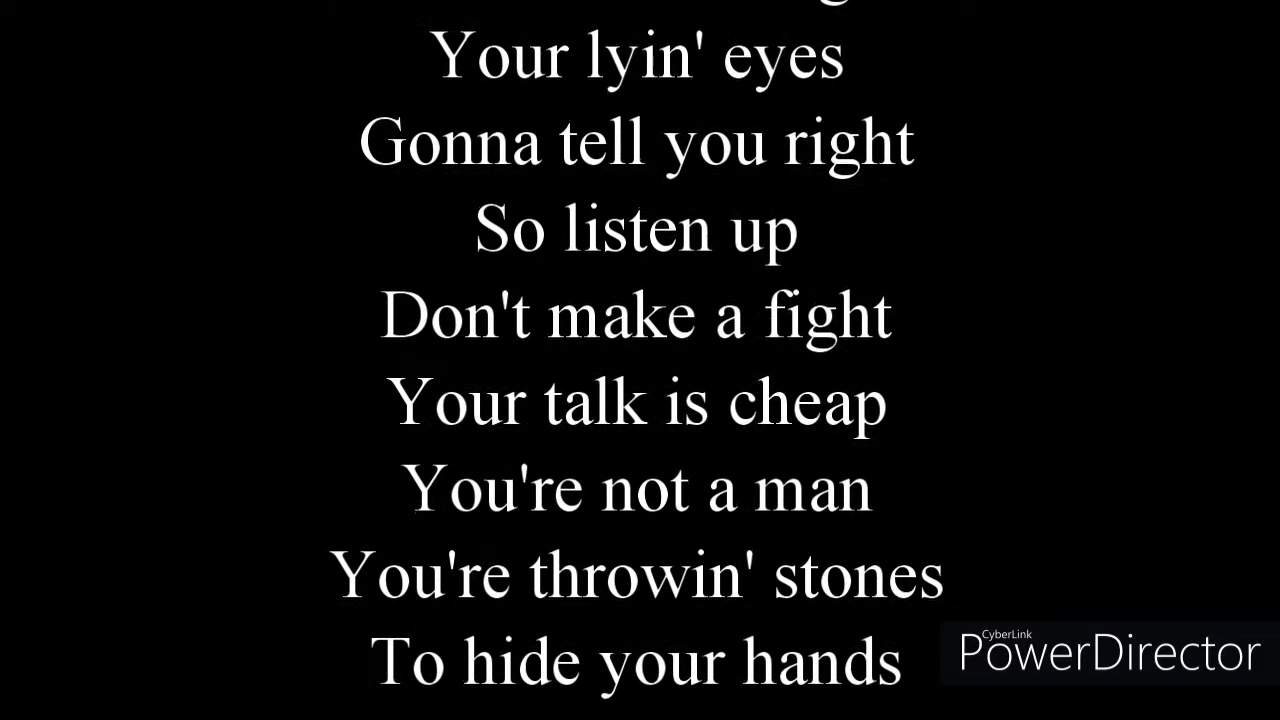 Your lyin' eyes
Gonna tell you right
So listen up
Don't make a fight
Your talk is cheap
You're not a man
You're throwin' stones
To hide your hands
CyberLink
PowerDirector